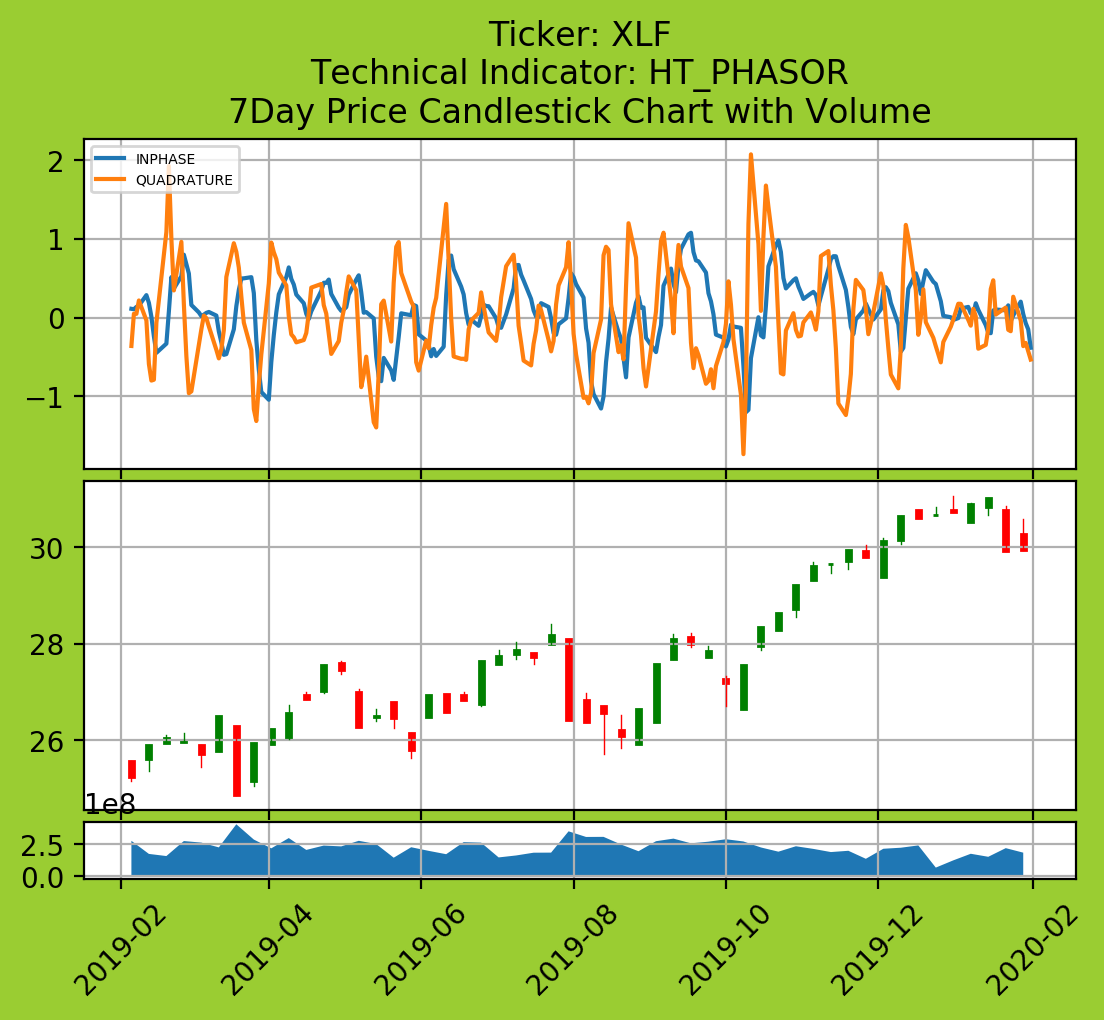 Ticker: XLF
Technical Indicator: HT_PHASOR
7Day Price Candlestick Chart with Volume
INPHASE
QUADRATURE
2
1
0
−1
30
28
26
1e8
2.5
0.0
2019-02
2019-04
2019-06
2019-08
2019-10
2019-12
2020-02